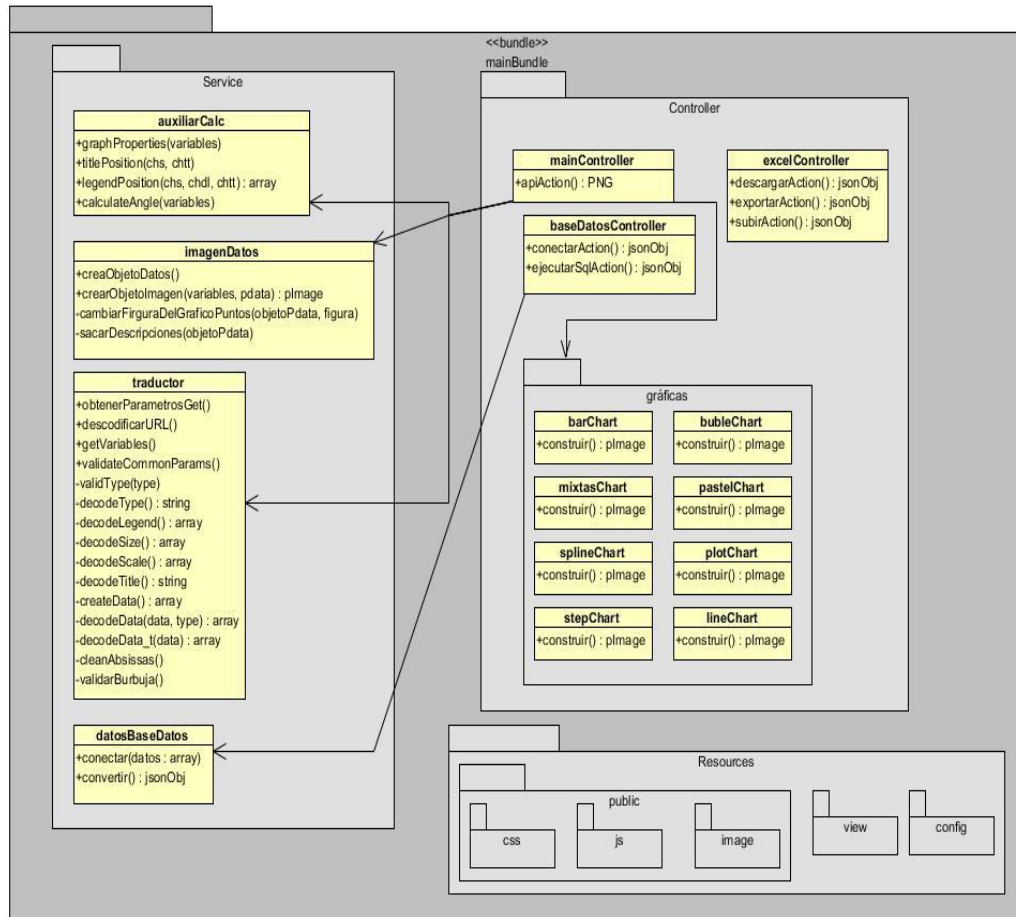 <<bundle>>
mainBundle
Service
auxiliarCalc
+graphProperties(variables)
+titlePosition(chs, chtt)
+legendPosition(chs, chdl, chtt) : array
+calculateAngle(variables)
imagenDatos
+creaObjetoDatos()
+crearObjetoImagen(variables, pdata) : pImage
-cambiarFirguraDelGraficoPuntos(objetoPdata, figura)
-sacarDescripciones(objetoPdata)
traductor
+obtenerParametrosGet()
+descodificarURL()
+getVariables()
+validateCommonParams()
-validType(type)
-decodeType() : string
-decodeLegend() : array
-decodeSize() : array
-decodeScale() : array
-decodeTitle() : string
-createData() : array
-decodeData(data, type) : array
-decodeData_t(data) : array
-cleanAbsissas()
-validarBurbuja()
datosBaseDatos
+conectar(datos : array)
+convertir() : jsonObj
Controller
mainController
+apiAction() : PNG
excelController
+descargarAction() : jsonObj
+exportarAction() : jsonObj
+subirAction() : jsonObj
baseDatosController
+conectarAction() : jsonObj
+ejecutarSqlAction() : jsonObj
gráficas
barChart
+construir() : pImage
bubleChart
+construir() : pImage
mixtasChart
+construir() : pImage
pastelChart
+construir() : pImage
splineChart
+construir() : pImage
plotChart
+construir() : pImage
stepChart
+construir() : pImage
lineChart
+construir() : pImage
Resources
public
css
js
image
view
config